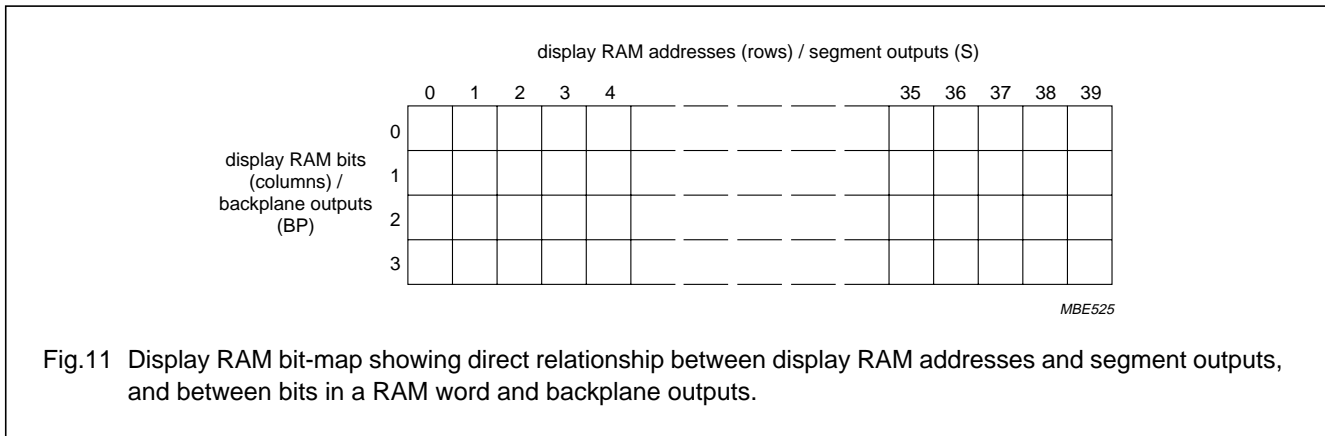 display RAM addresses (rows) / segment outputs (S)
0 1 2 3 4 35 36 37 38 39
0
display RAM bits
(columns) /
backplane outputs
(BP)
1
2
3
MBE525
Fig.11 Display RAM bit-map showing direct relationship between display RAM addresses and segment outputs,
and between bits in a RAM word and backplane outputs.